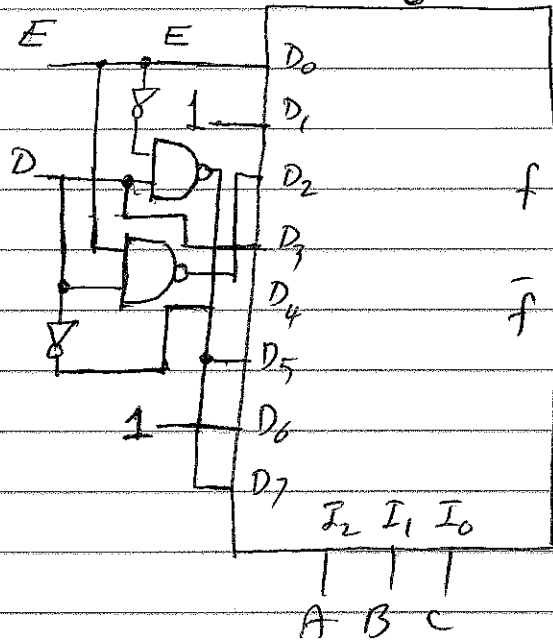 E E
D0
1 D1
D D2 f
D3
D4 f̄
D5
1 D6
D7
I2 I1 I0
A B C